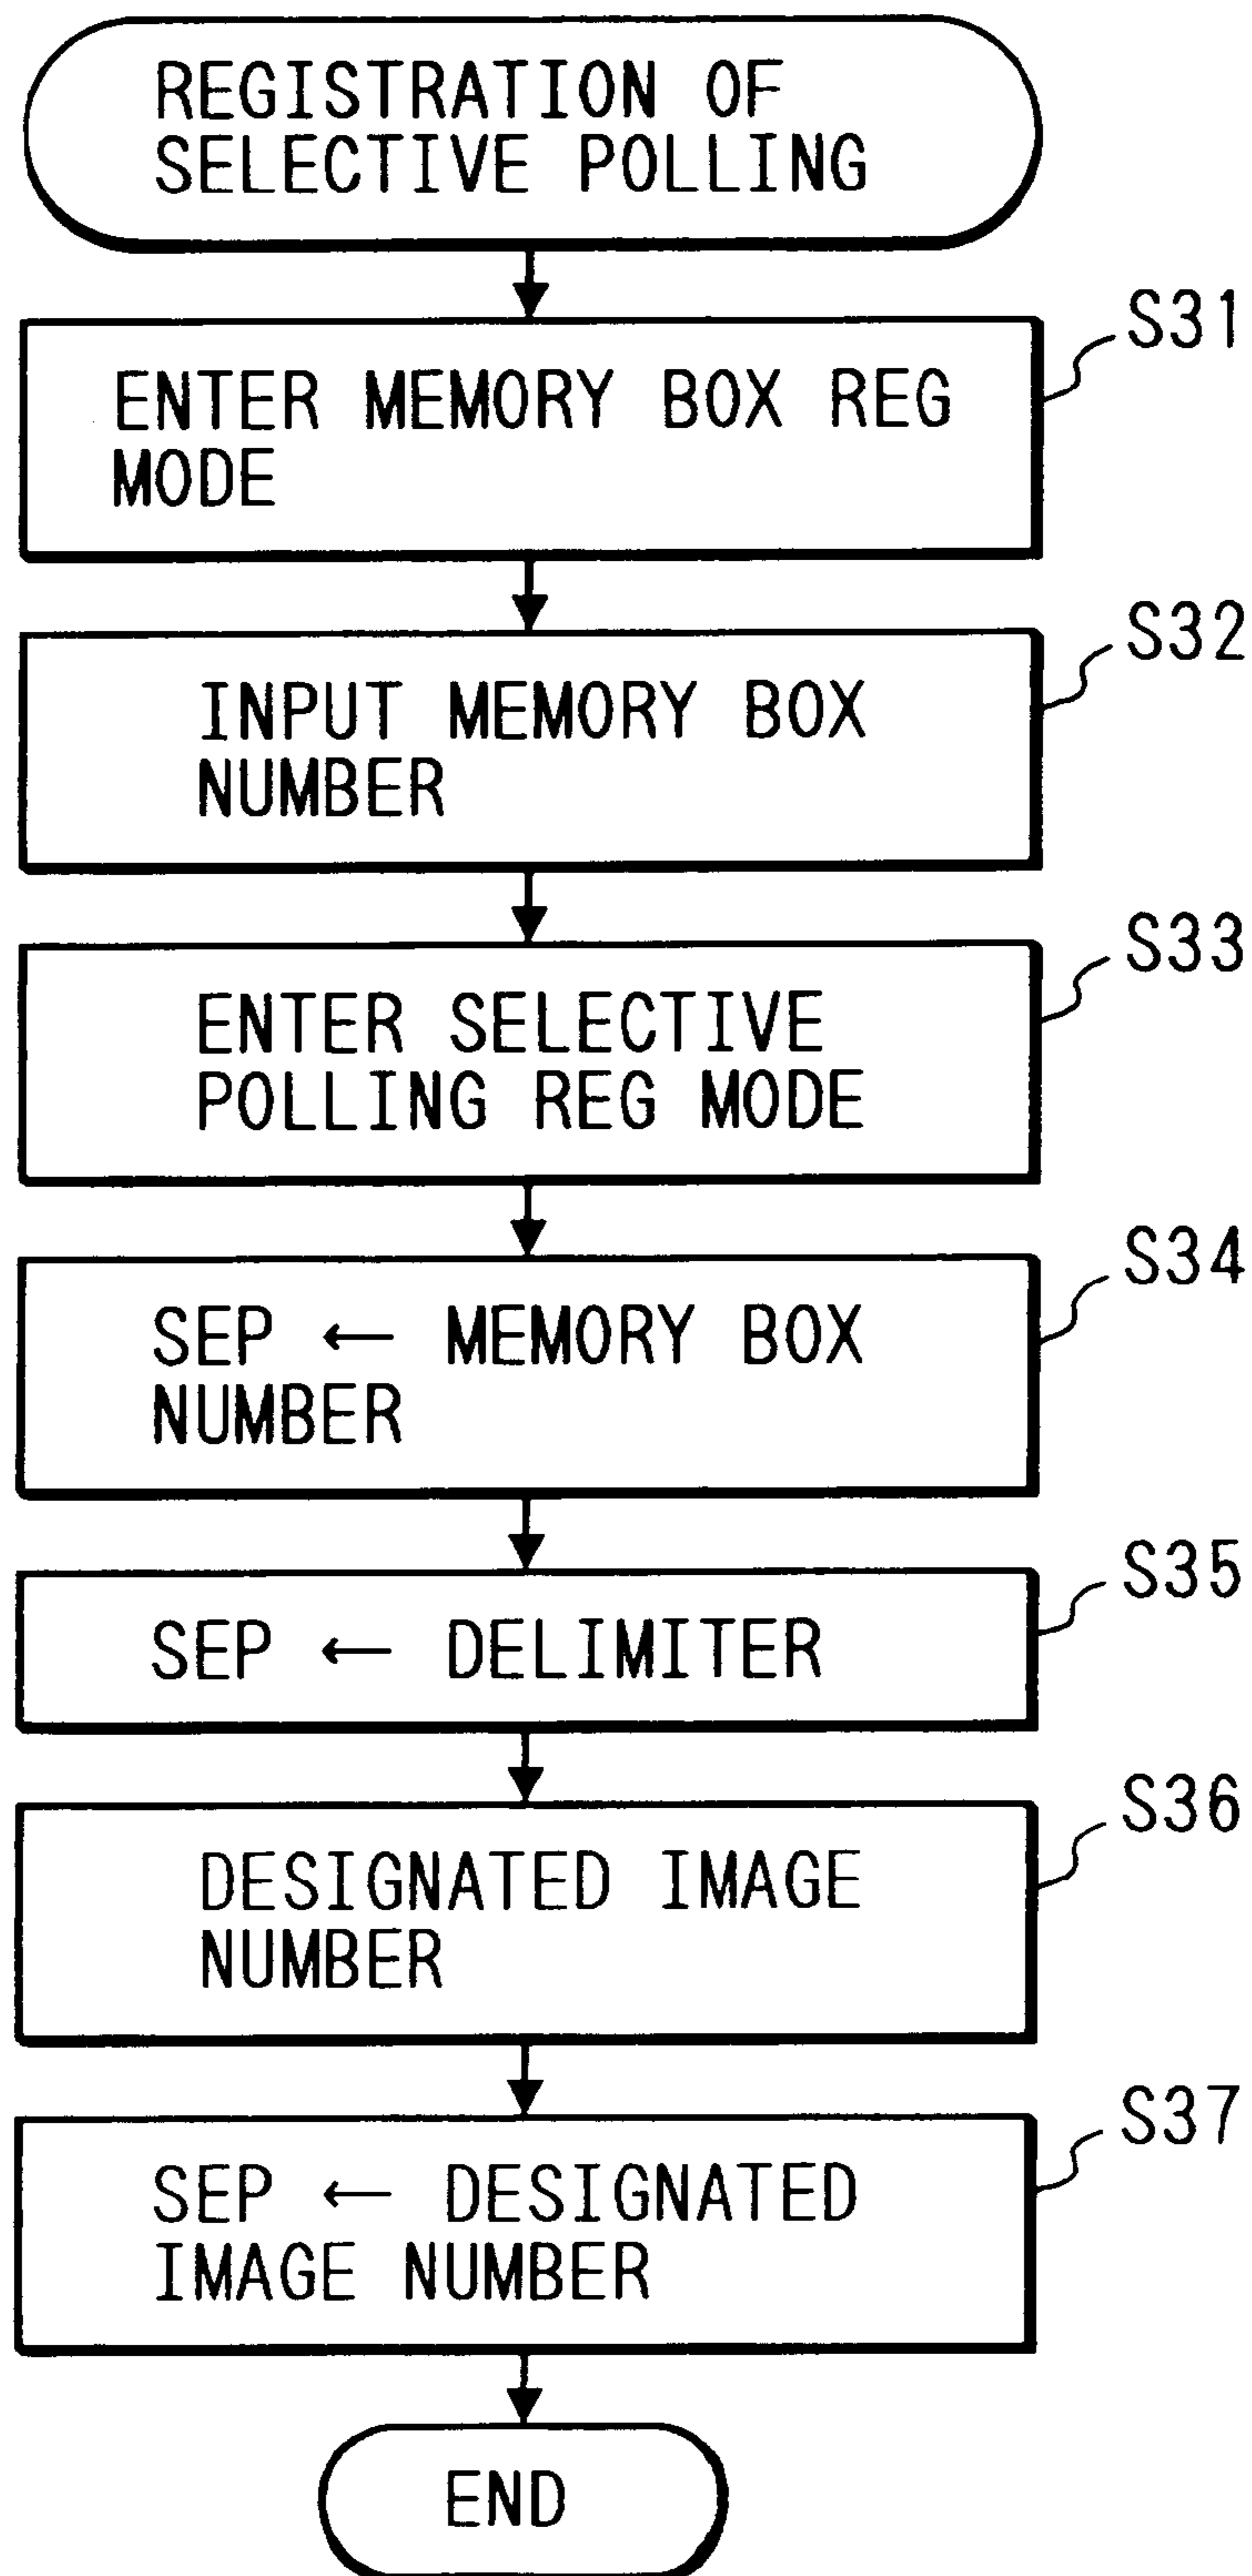 REGISTRATION OF
SELECTIVE POLLING
S31
ENTER MEMORY BOX REG
MODE
S32
INPUT MEMORY BOX
NUMBER
S33
ENTER SELECTIVE
POLLING REG MODE
S34
SEP ← MEMORY BOX
NUMBER
S35
SEP ← DELIMITER
S36
DESIGNATED IMAGE
NUMBER
S37
SEP ← DESIGNATED
IMAGE NUMBER
END